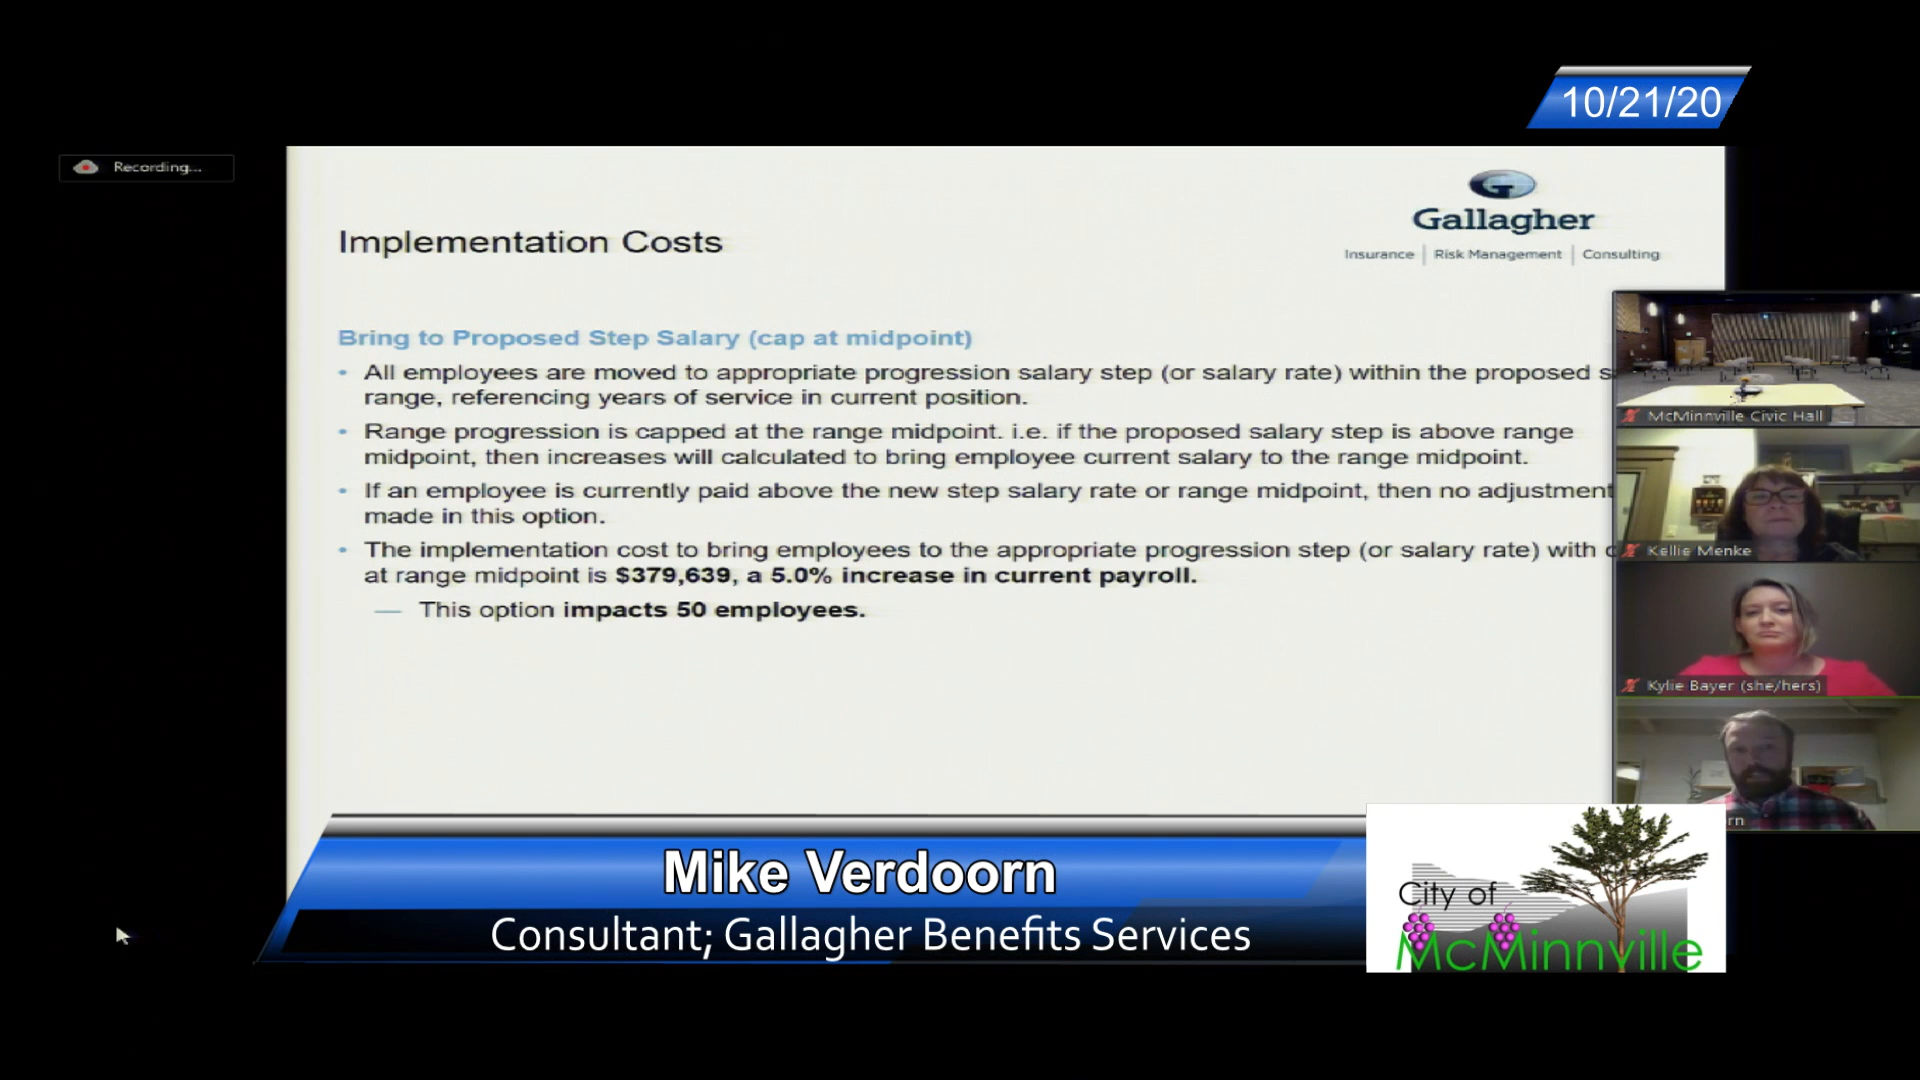 10/21/20
Recording...
Gallagher
Insurance | Risk Management | Consulting
Implementation Costs
Bring to Proposed Step Salary (cap at midpoint)
• All employees are moved to appropriate progression salary step (or salary rate) within the proposed
range, referencing years of service in current position.
• Range progression is capped at the range midpoint. i.e. if the proposed salary step is above range
midpoint, then increases will calculated to bring employee current salary to the range midpoint.
• If an employee is currently paid above the new step salary rate or range midpoint, then no adjustment
made in this option.
• The implementation cost to bring employees to the appropriate progression step (or salary rate) with
at range midpoint is $379,639, a 5.0% increase in current payroll.
— This option impacts 50 employees.
McMinnville Civic Hall
Kellie Menke
Kylie Bayer (she/hers)
rn
Mike Verdoorn
Consultant; Gallagher Benefits Services
City of
McMinnville